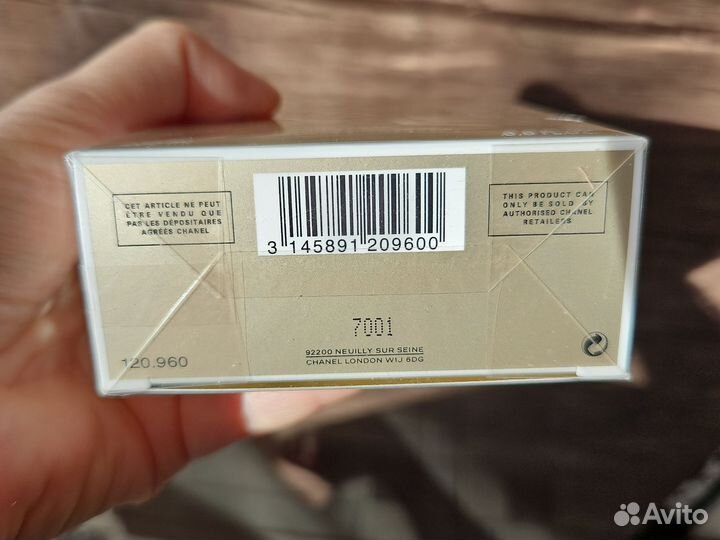 CET ARTICLE NE PEUT
ÊTRE VENDU QUE
PAR LES DÉPOSITAIRES
AGRÉÉS CHANEL
3 145891 209600
THIS PRODUCT CAN
ONLY BE SOLD BY
AUTHORISED CHANEL
RETAILERS
7001
92200 NEUILLY SUR SEINE
CHANEL LONDON W1J 6DG
120.960
Avito